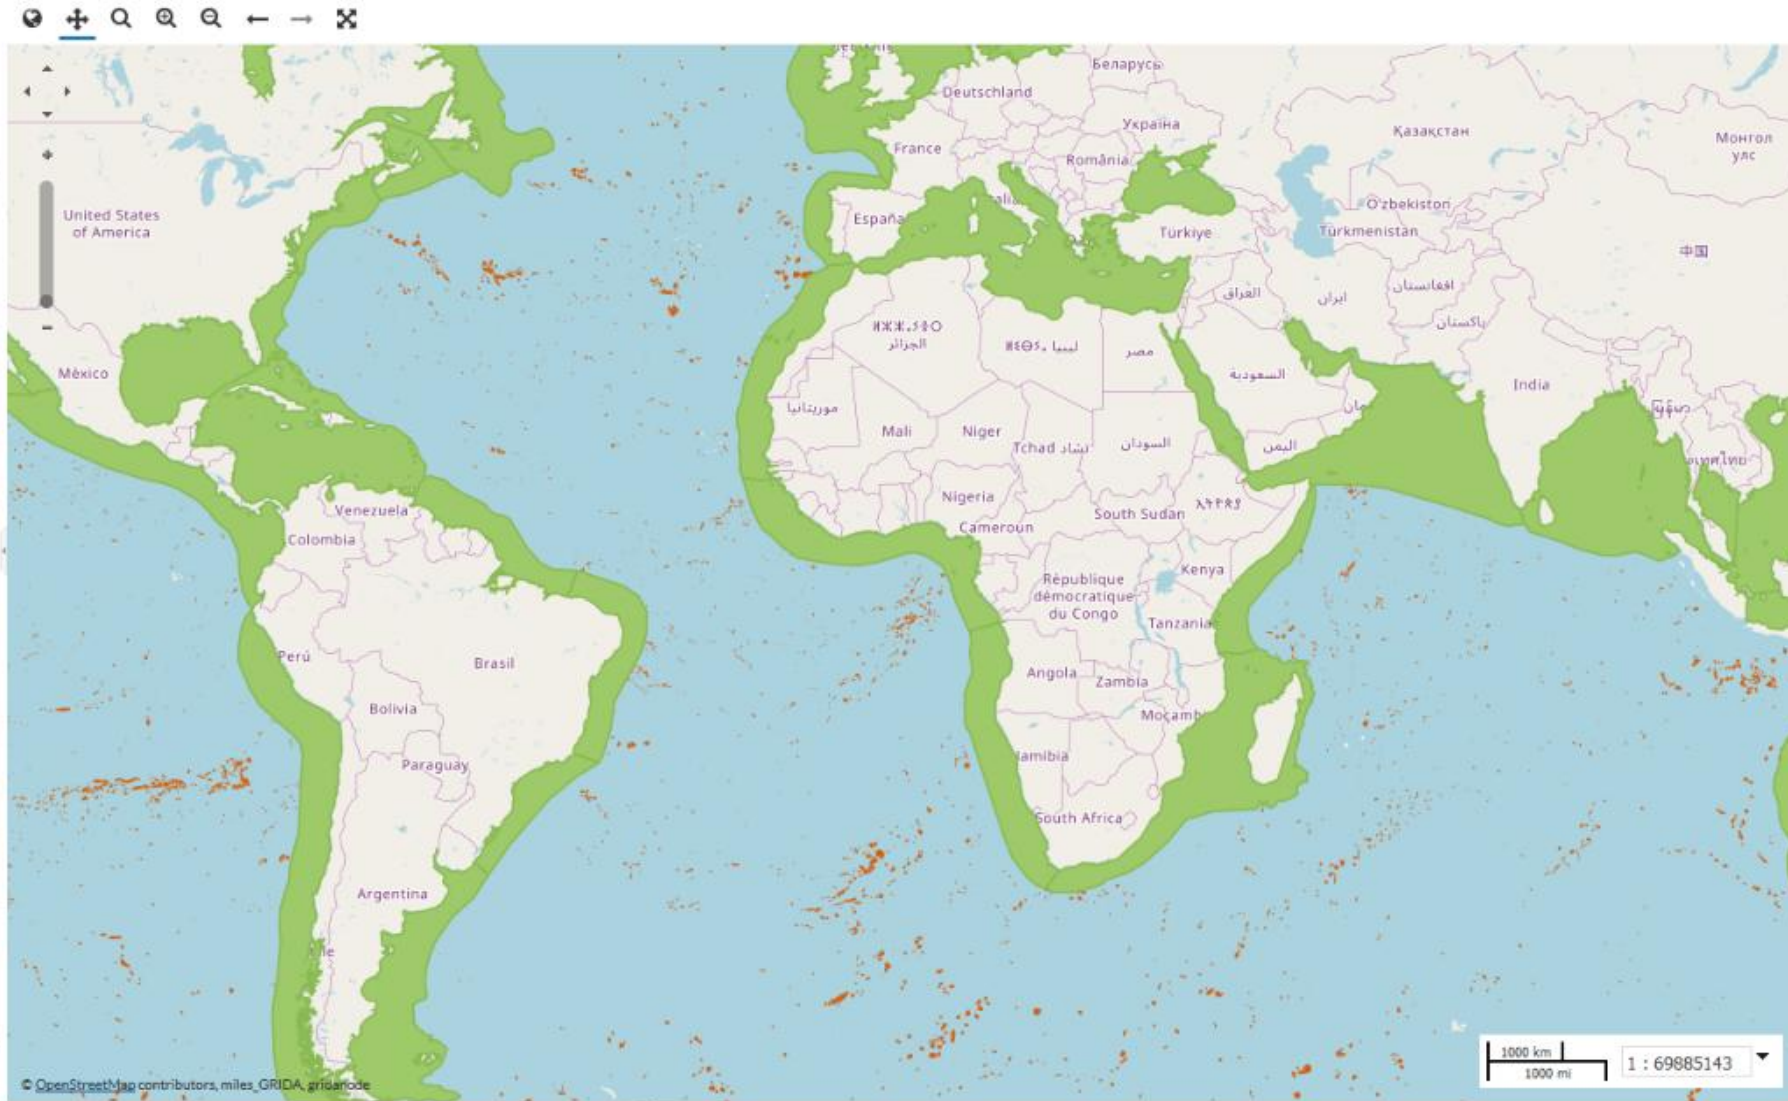 Беларусь
Deutschland
Україна
Қазақстан
Монгол
улс
France
România
United States
of America
España
Türkiye
O'zbekiston
Türkmenistan
中国
العراق
ایران
افغانستان
پاکستان
ⵍⵣⵣⴰⵢⴻⵔ
الجزائر
ليبيا
مصر
México
السعودية
India
موريتانيا
Mali
Niger
Tchad تشاد
السودان
اليمن
Nigeria
South Sudan
Venezuela
Cameroun
Colombia
République
démocratique
du Congo
Kenya
Tanzania
Perú
Brasil
Angola
Zambia
Bolivia
Moçamb
amibia
Paraguay
South Africa
Argentina
© OpenStreetMap contributors, miles_GRIDA, gridanode
1000 km
1000 mi
1 : 69885143